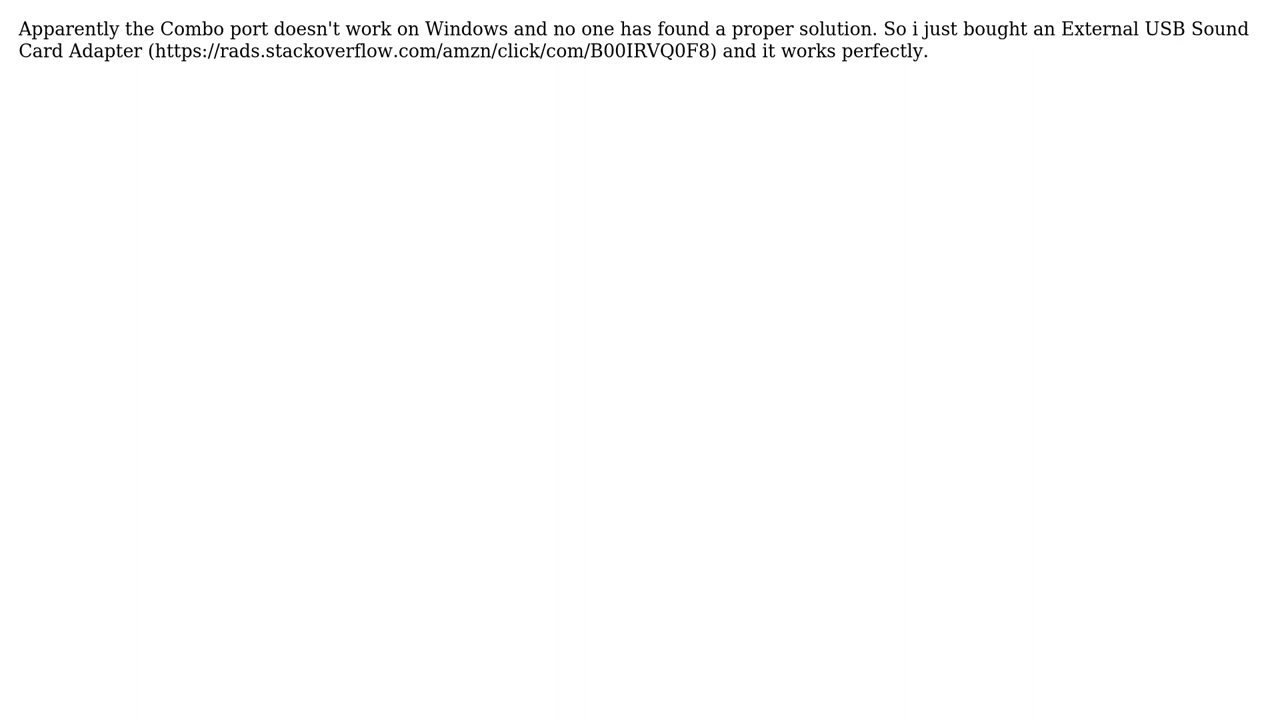 Apparently the Combo port doesn't work on Windows and no one has found a proper solution. So i just bought an External USB Sound
Card Adapter (https://rads.stackoverflow.com/amzn/click/com/B00IRVQ0F8) and it works perfectly.